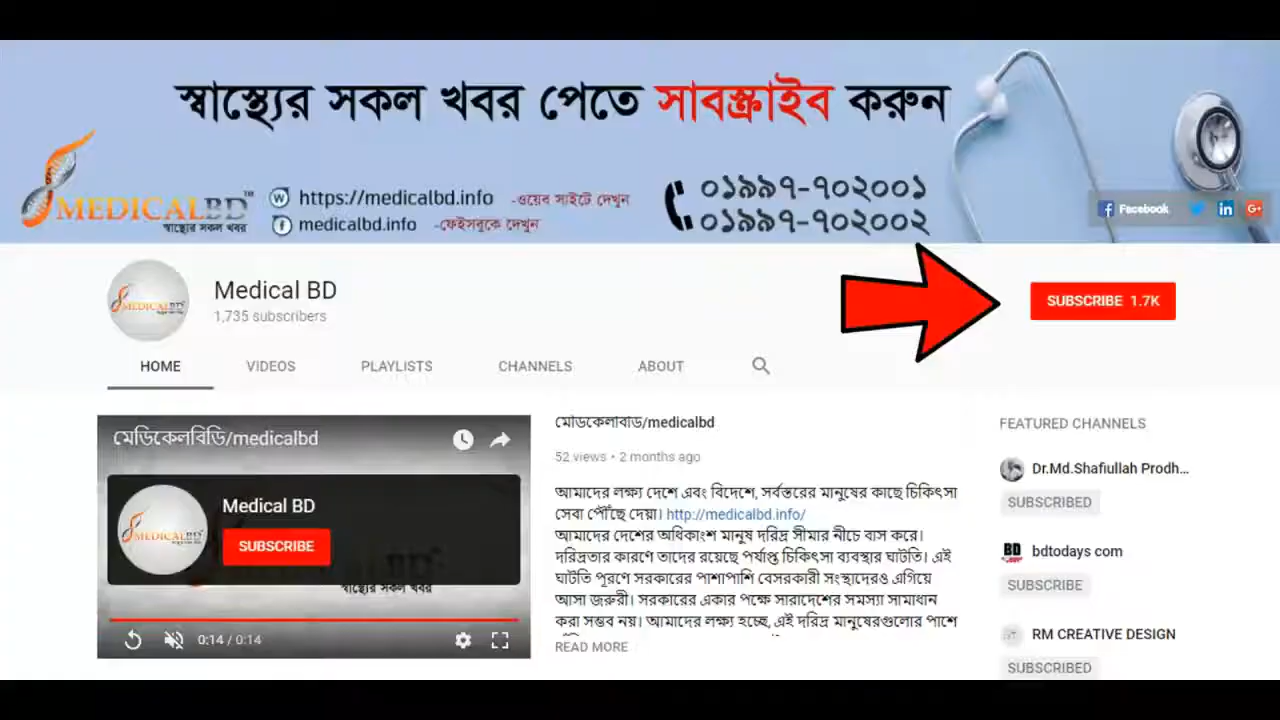 স্বাস্থ্যের সকল খবর পেতে সাবস্ক্রাইব করুন
MEDICALBD™
স্বাস্থ্যের সকল খবর
https://medicalbd.info -ওয়েব সাইটে দেখুন
medicalbd.info -ফেইসবুকে দেখুন
০১৯৯৭-৭০২০০১
০১৯৯৭-৭০২০০২
Facebook
Medical BD
1,735 subscribers
SUBSCRIBE 1.7K
HOME VIDEOS PLAYLISTS CHANNELS ABOUT
মেডিকেলবিডি/medicalbd
Medical BD
SUBSCRIBE
স্বাস্থ্যের সকল খবর
0:14 / 0:14
মোডকেলাবাড/medicalbd
52 views • 2 months ago
আমাদের লক্ষ্য দেশে এবং বিদেশে, সর্বস্তরের মানুষের কাছে চিকিৎসা
সেবা পৌঁছে দেয়া। http://medicalbd.info/
আমাদের দেশের অধিকাংশ মানুষ দরিদ্র সীমার নীচে বাস করে।
দরিদ্রতার কারণে তাদের রয়েছে পর্যাপ্ত চিকিৎসা ব্যবস্থার ঘাটতি। এই
ঘাটতি পূরণে সরকারের পাশাপাশি বেসরকারী সংস্থাদেরও এগিয়ে
আসা জরুরী। সরকারের একার পক্ষে সারাদেশের সমস্যা সামাধান
করা সম্ভব নয়। আমাদের লক্ষ্য হচ্ছে, এই দরিদ্র মানুষেরগুলোর পাশে
READ MORE
FEATURED CHANNELS
Dr.Md.Shafiullah Prodh...
SUBSCRIBED
bdtodays com
SUBSCRIBE
RM CREATIVE DESIGN
SUBSCRIBED